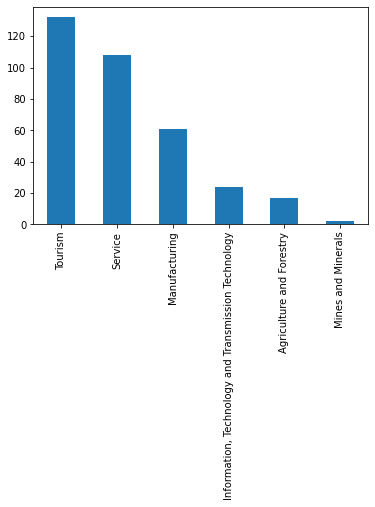 120
100
80
60
40
20
0
Tourism
Service
Manufacturing
Information, Technology and Transmission Technology
Agriculture and Forestry
Mines and Minerals